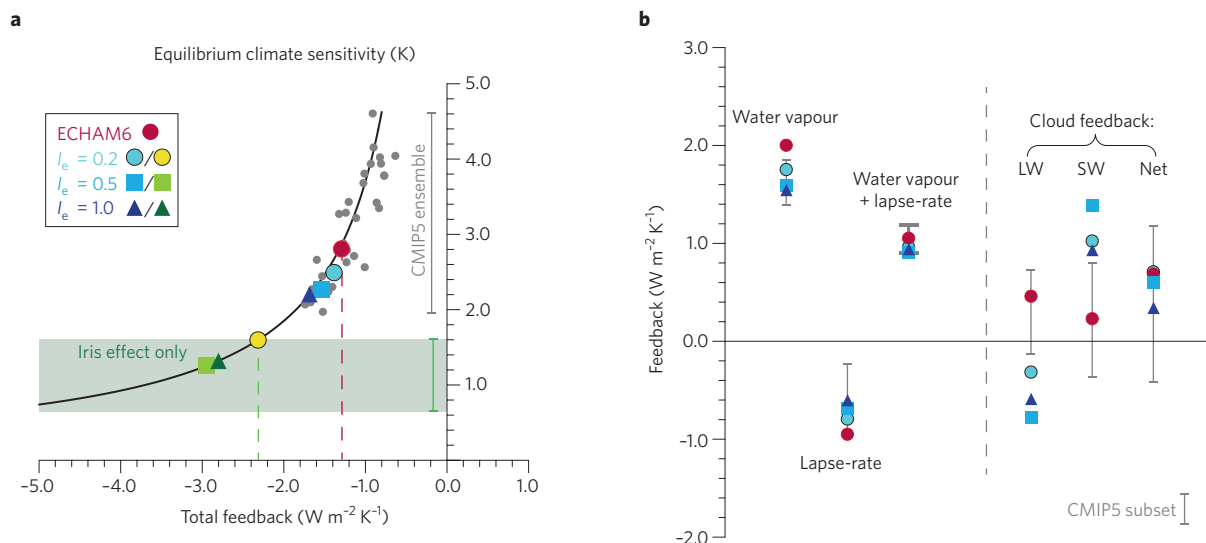 a
Equilibrium climate sensitivity (K)
ECHAM6
Iₑ = 0.2 /
Iₑ = 0.5 /
Iₑ = 1.0 /
5.0
4.0
3.0
2.0
1.0
CMIP5 ensemble
Iris effect only
-5.0 -3.0 -2.0 -1.0 0.0 1.0
Total feedback (W m⁻² K⁻¹)
b
3.0
2.0
1.0
0.0
-1.0
-2.0
Feedback (W m⁻² K⁻¹)
Water vapour
Lapse-rate
Water vapour
+ lapse-rate
Cloud feedback:
LW SW Net
CMIP5 subset